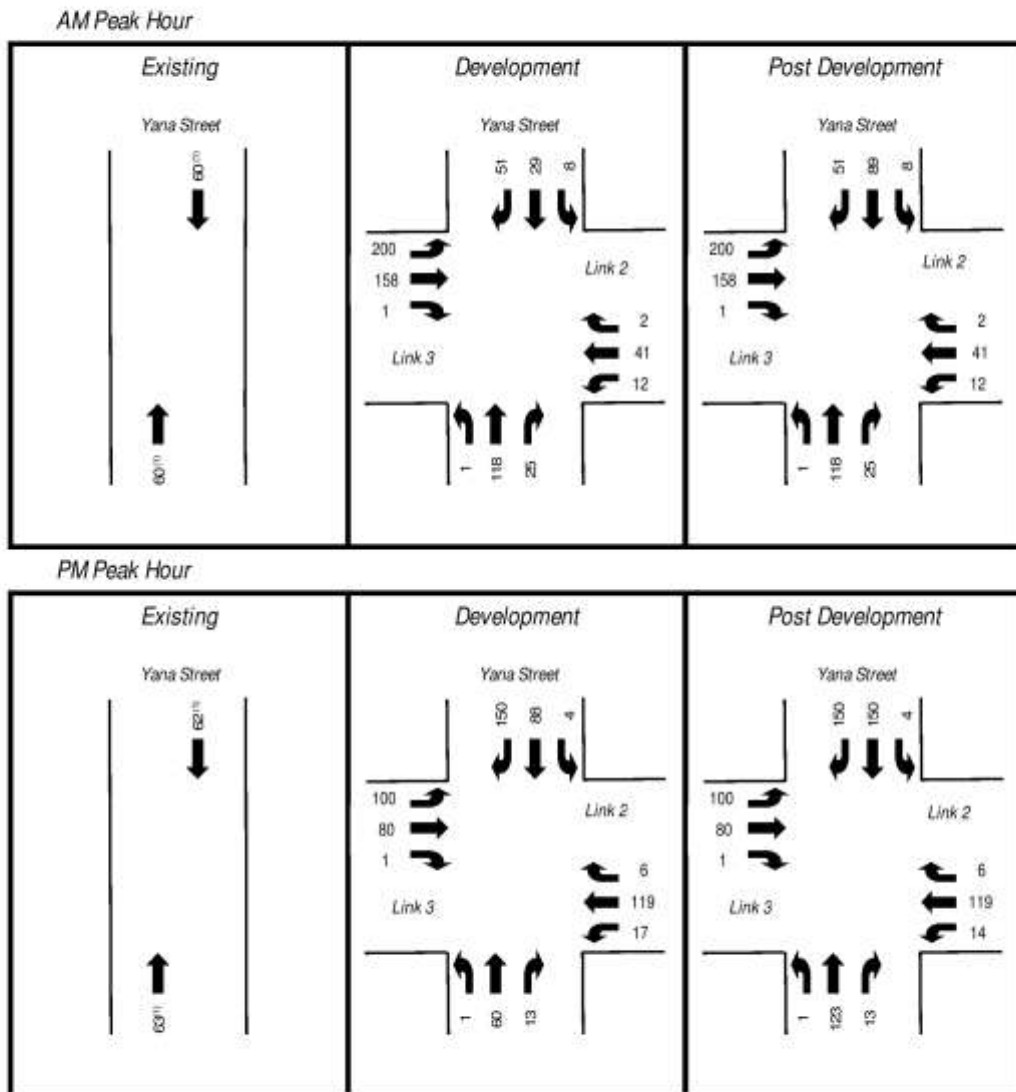 AM Peak Hour
Existing
Development
Post Development
Yana Street
Yana Street
Yana Street
60⁽¹⁾
51
29
8
51
89
8
200
158
1
Link 2
2
41
12
Link 3
200
158
1
Link 2
2
41
12
Link 3
60⁽¹⁾
1
118
25
1
118
25
PM Peak Hour
Existing
Development
Post Development
Yana Street
Yana Street
Yana Street
62⁽¹⁾
150
88
4
150
150
4
100
80
1
Link 2
6
119
17
Link 3
100
80
1
Link 2
6
119
14
Link 3
63⁽¹⁾
1
60
13
1
123
13